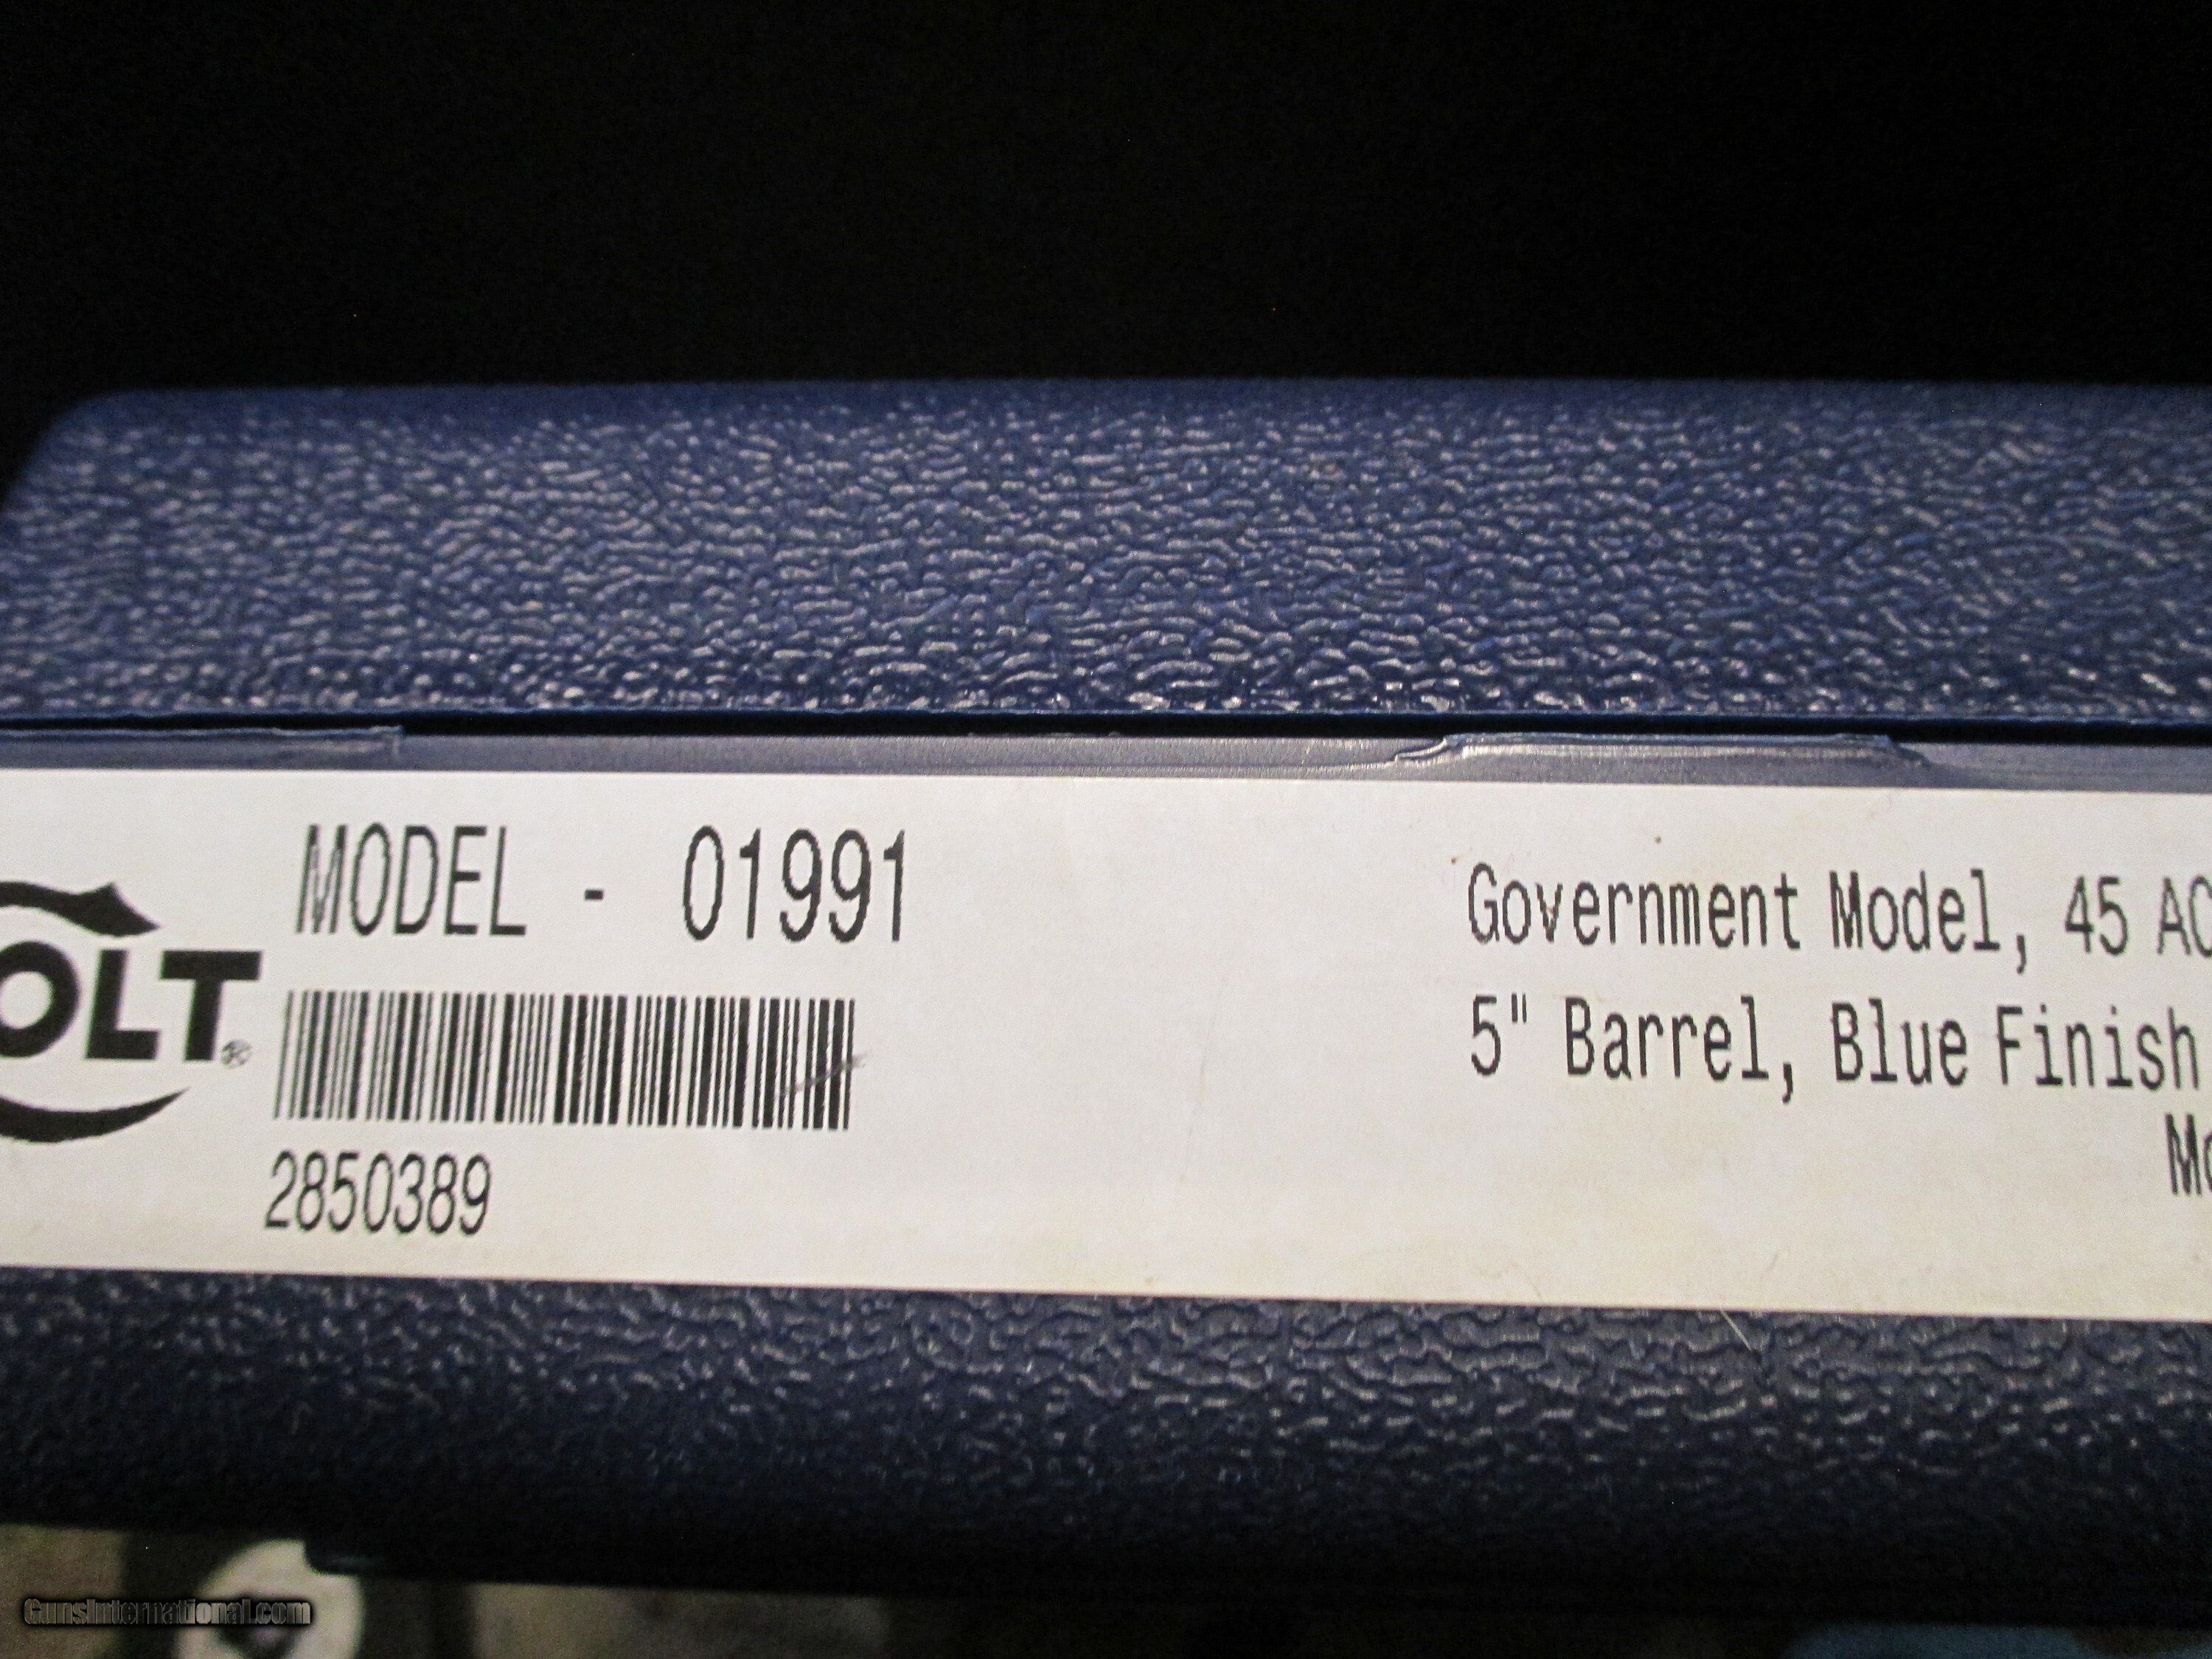 OLT®
MODEL - 01991
2850389
Government Model, 45 AC
5" Barrel, Blue Finish
Mo
GunsInternational.com